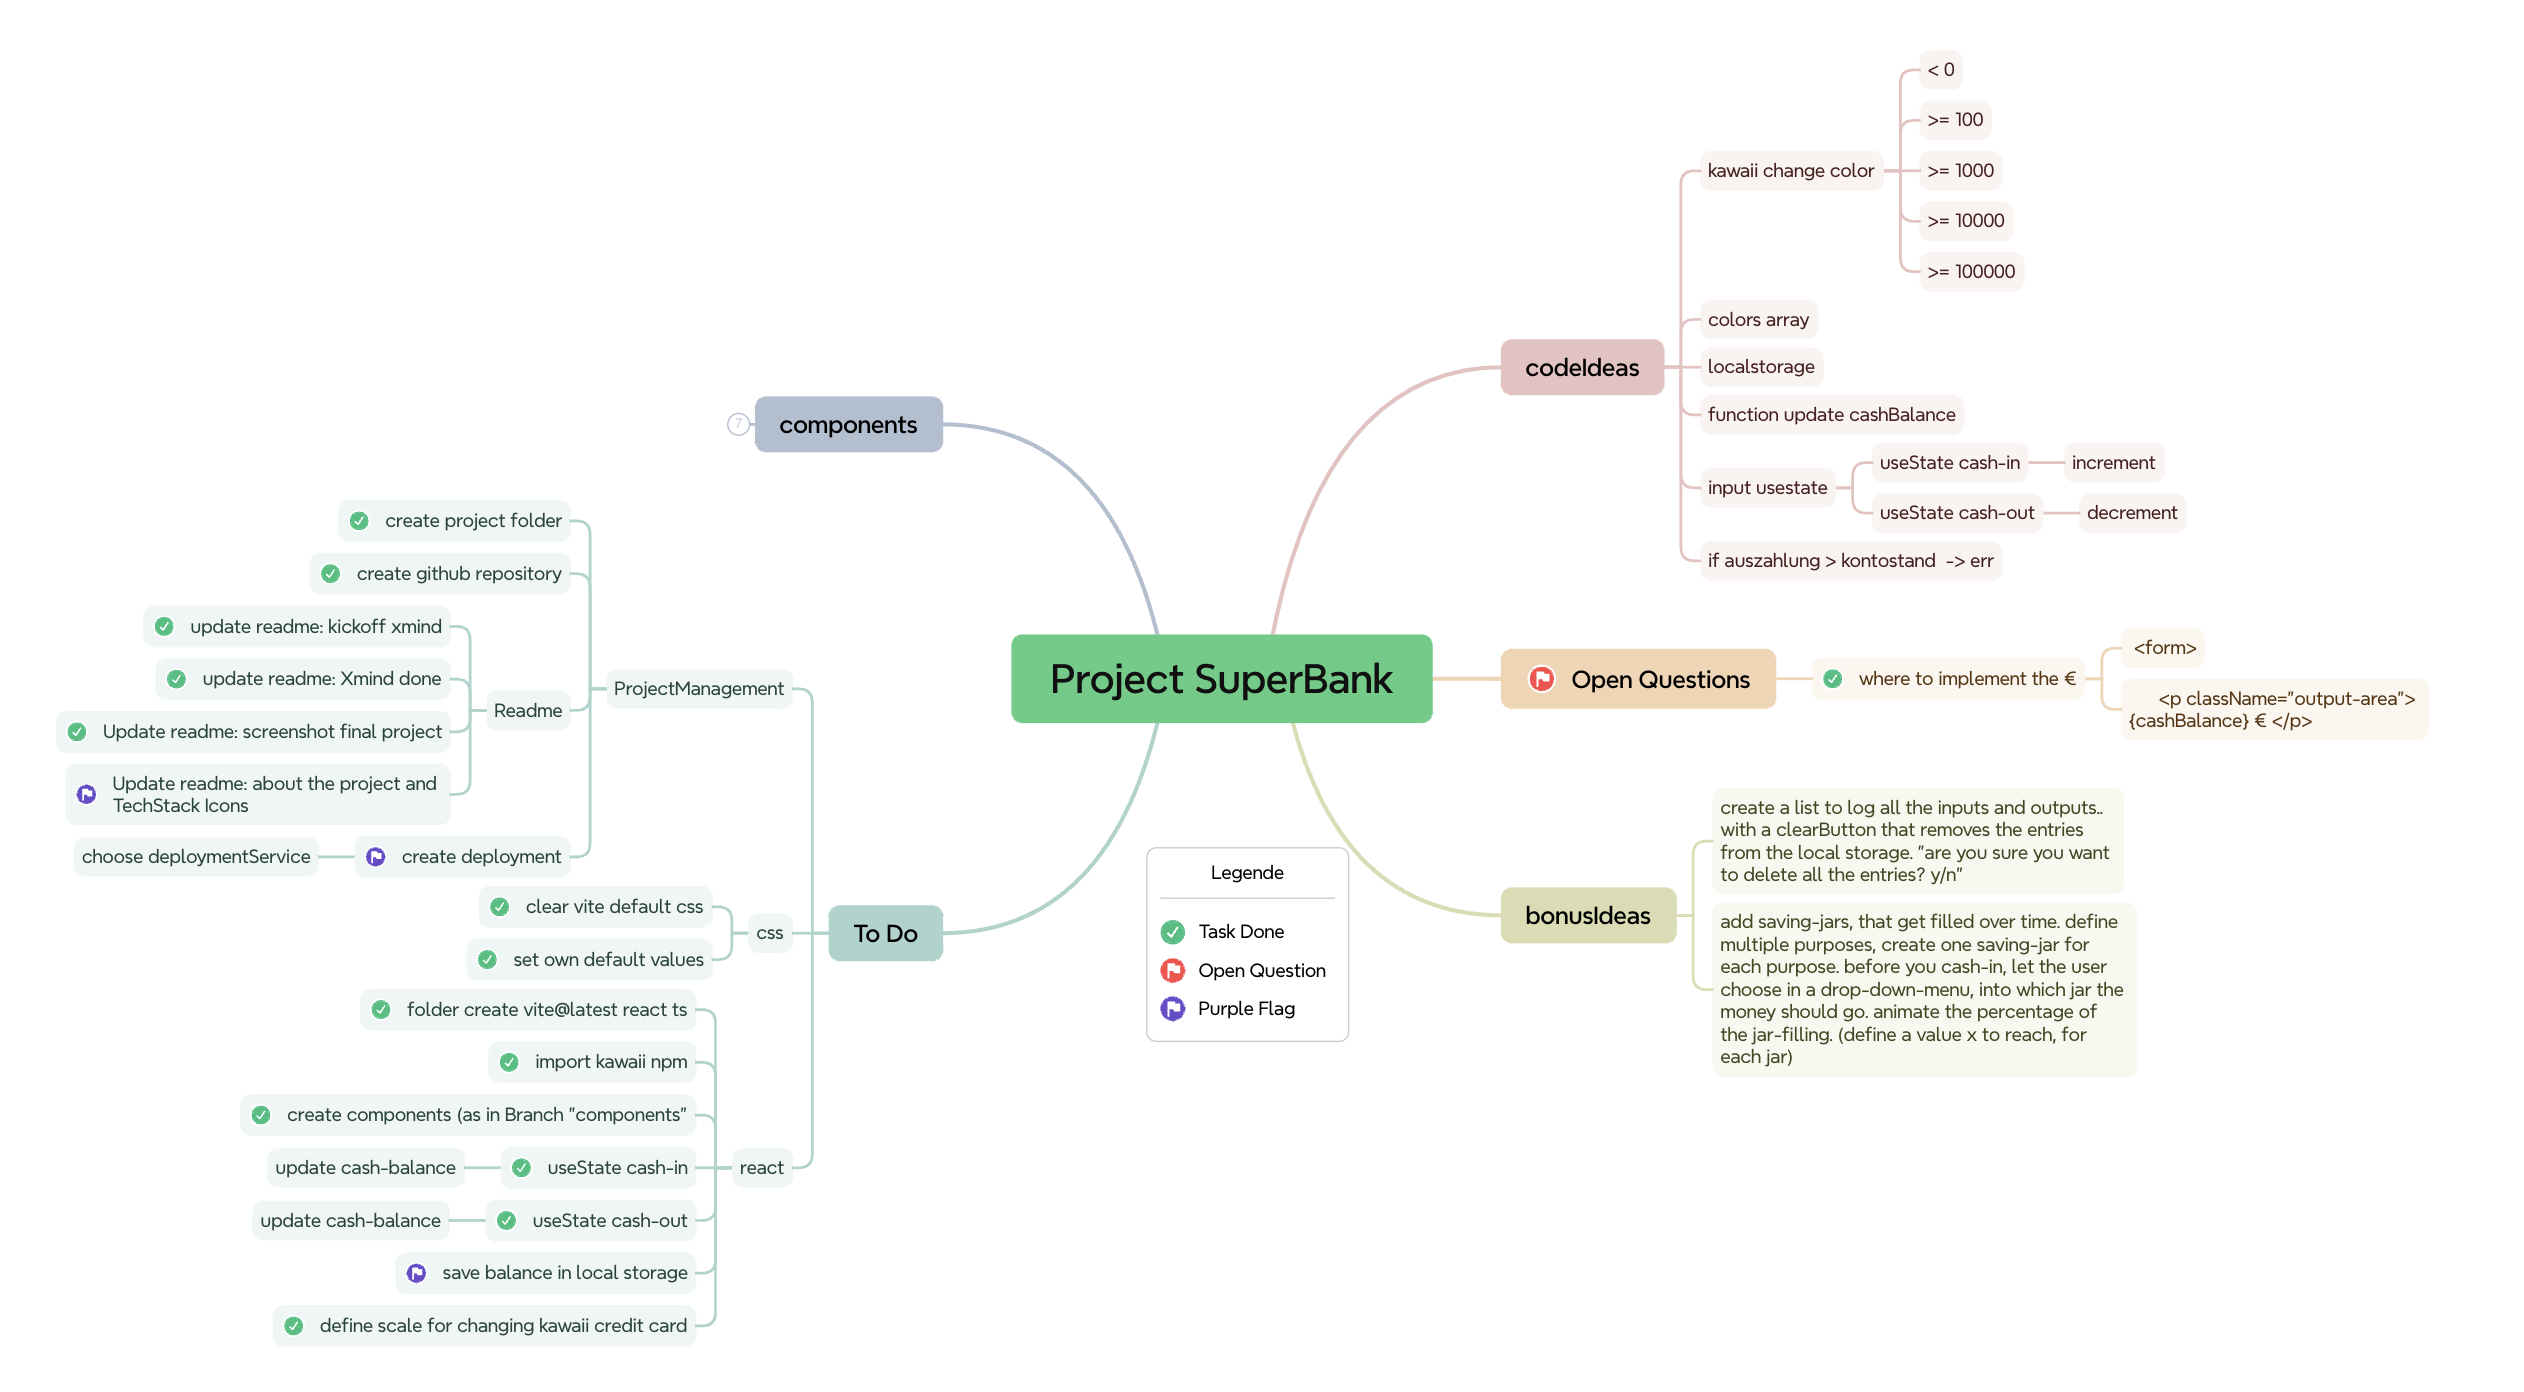 Project SuperBank
components
7
To Do
ProjectManagement
create project folder
create github repository
Readme
update readme: kickoff xmind
update readme: Xmind done
Update readme: screenshot final project
Update readme: about the project and
TechStack Icons
create deployment
choose deploymentService
css
clear vite default css
set own default values
react
folder create vite@latest react ts
import kawaii npm
create components (as in Branch "components"
useState cash-in
update cash-balance
useState cash-out
update cash-balance
save balance in local storage
define scale for changing kawaii credit card
codeIdeas
kawaii change color
< 0
>= 100
>= 1000
>= 10000
>= 100000
colors array
localstorage
function update cashBalance
input usestate
useState cash-in
increment
useState cash-out
decrement
if auszahlung > kontostand -> err
Open Questions
where to implement the €
<form>
<p className="output-area">
{cashBalance} € </p>
bonusIdeas
create a list to log all the inputs and outputs..
with a clearButton that removes the entries
from the local storage. "are you sure you want
to delete all the entries? y/n"
add saving-jars, that get filled over time. define
multiple purposes, create one saving-jar for
each purpose. before you cash-in, let the user
choose in a drop-down-menu, into which jar the
money should go. animate the percentage of
the jar-filling. (define a value x to reach, for
each jar)
Legende
Task Done
Open Question
Purple Flag